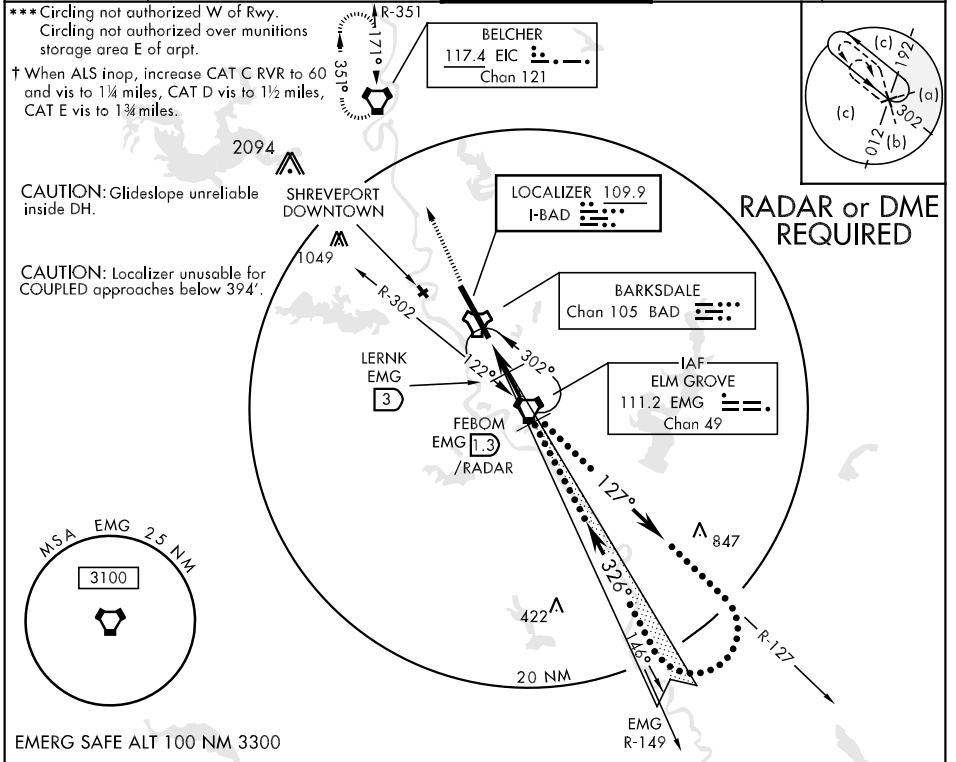 *** Circling not authorized W of Rwy.
Circling not authorized over munitions
storage area E of arpt.
† When ALS inop, increase CAT C RVR to 60
and vis to 1¼ miles, CAT D vis to 1½ miles,
CAT E vis to 1¾ miles.
R-351
171°
351°
BELCHER
117.4 EIC
Chan 121
(c)
192
(a)
302
(c)
012
(b)
2094
CAUTION: Glideslope unreliable
inside DH.
SHREVEPORT
DOWNTOWN
LOCALIZER 109.9
I-BAD
RADAR or DME
REQUIRED
1049
CAUTION: Localizer unusable for
COUPLED approaches below 394'.
R-302
BARKSDALE
Chan 105 BAD
LERNK
EMG
3
122°
302°
IAF
ELM GROVE
111.2 EMG
Chan 49
FEBOM
EMG 1.3
/RADAR
127°
847
MSA EMG 25 NM
3100
326°
422
146°
R-127
20 NM
EMG
R-149
EMERG SAFE ALT 100 NM 3300